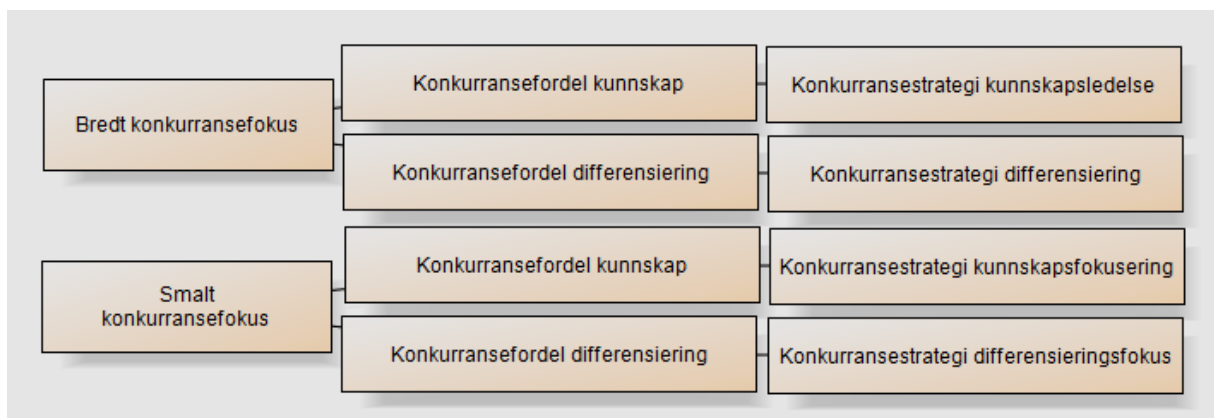 Konkurransefordel kunnskap
Konkurransestrategi kunnskapsledelse
Bredt konkurransefokus
Konkurransefordel differensiering
Konkurransestrategi differensiering
Konkurransefordel kunnskap
Konkurransestrategi kunnskapsfokusering
Smalt
konkurransefokus
Konkurransefordel differensiering
Konkurransestrategi differensieringsfokus